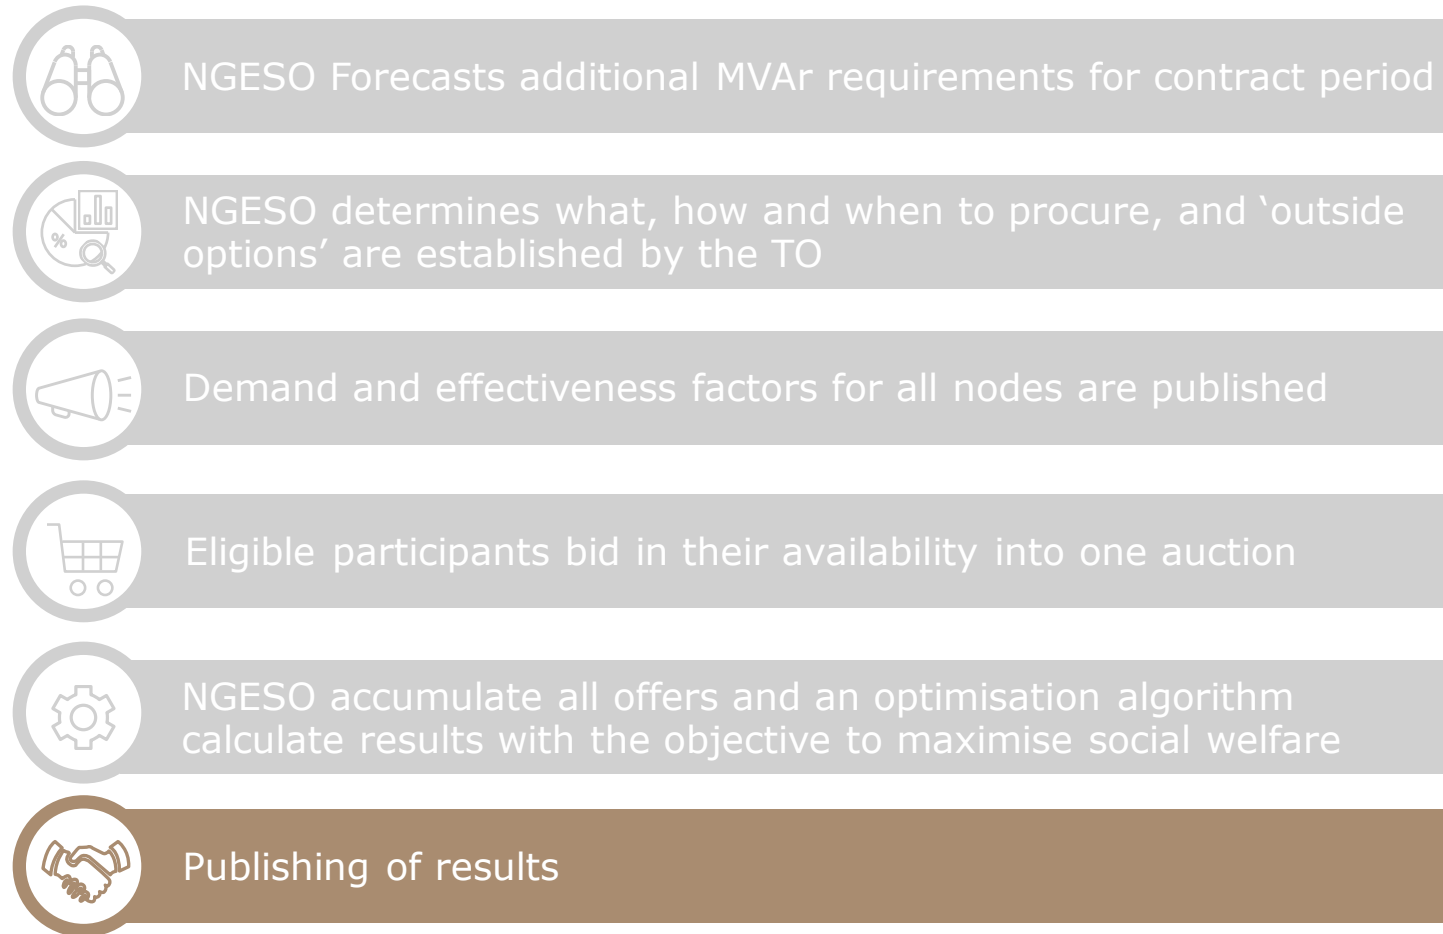 NGESO Forecasts additional MVAr requirements for contract period
NGESO determines what, how and when to procure, and ‘outside
options’ are established by the TO
%
Demand and effectiveness factors for all nodes are published
Eligible participants bid in their availability into one auction
NGESO accumulate all offers and an optimisation algorithm
calculate results with the objective to maximise social welfare
Publishing of results